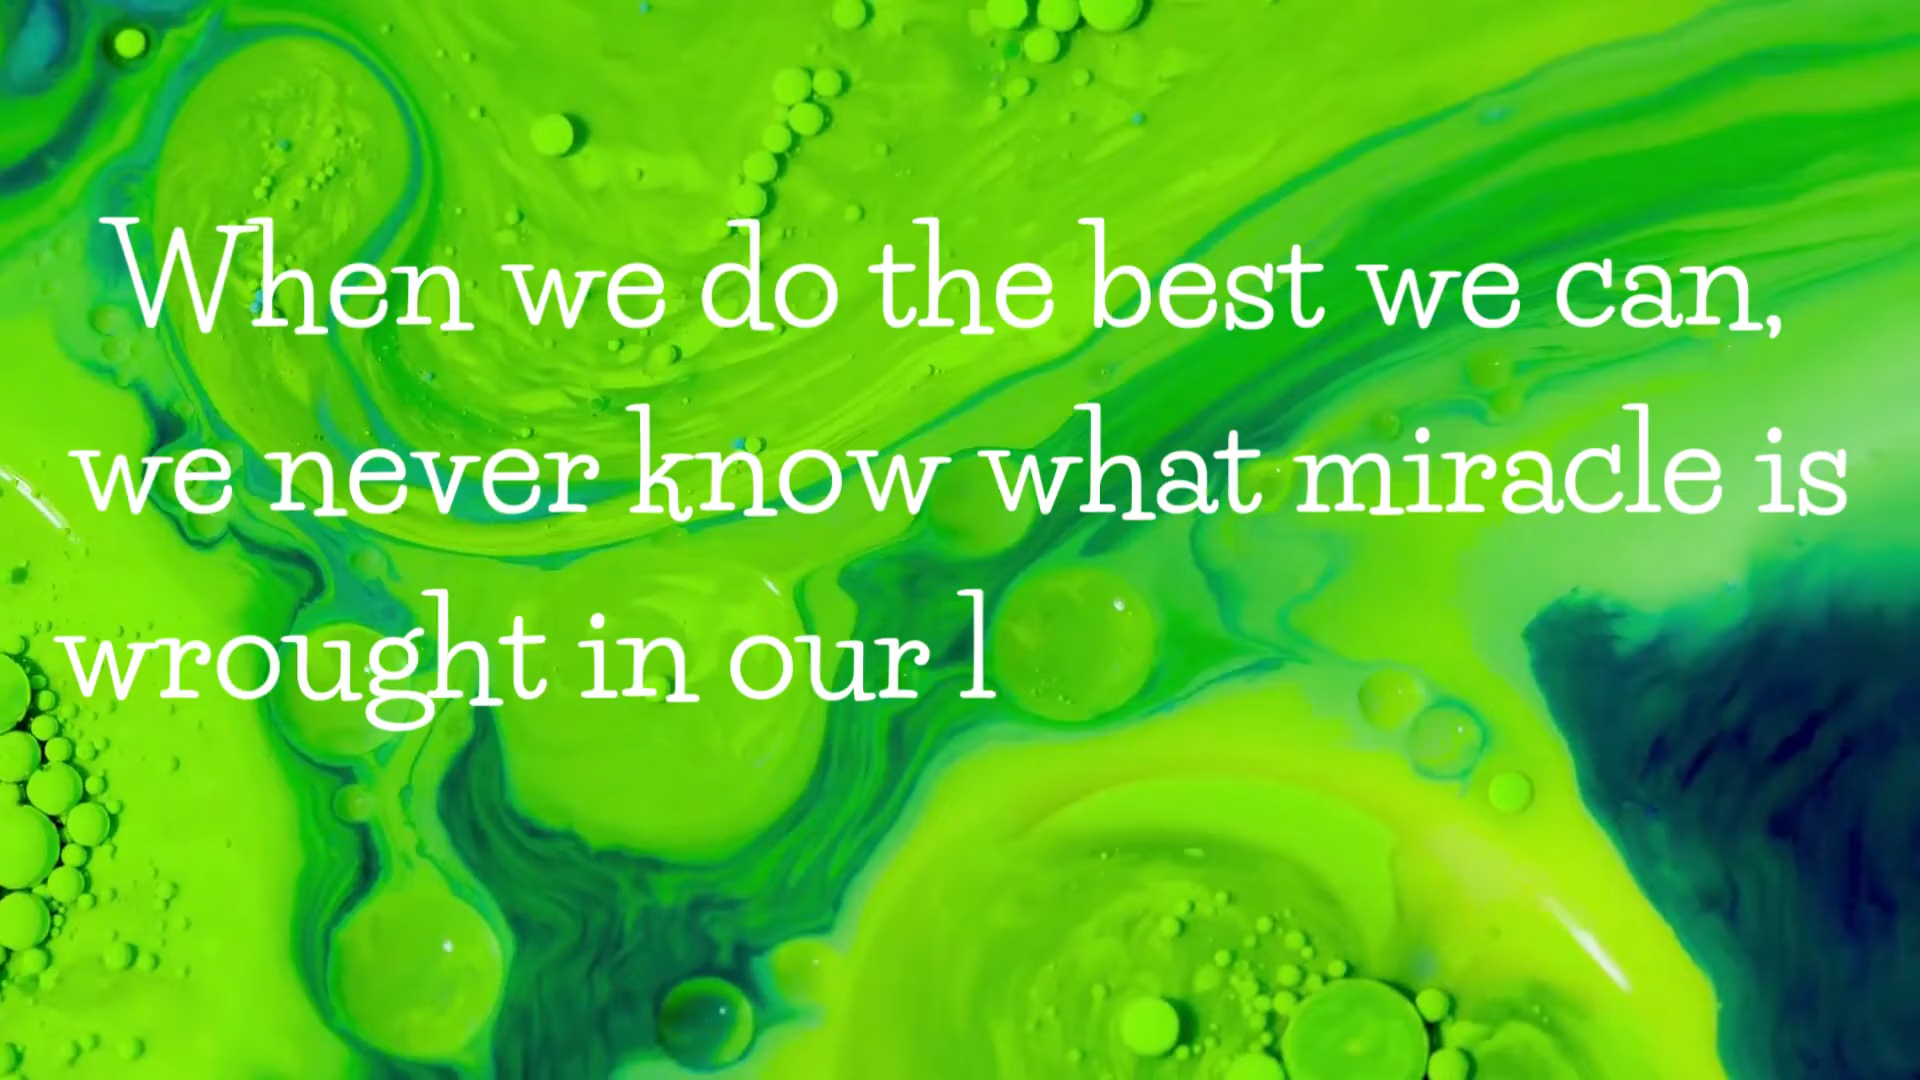 When we do the best we can,
we never know what miracle is
wrought in our l